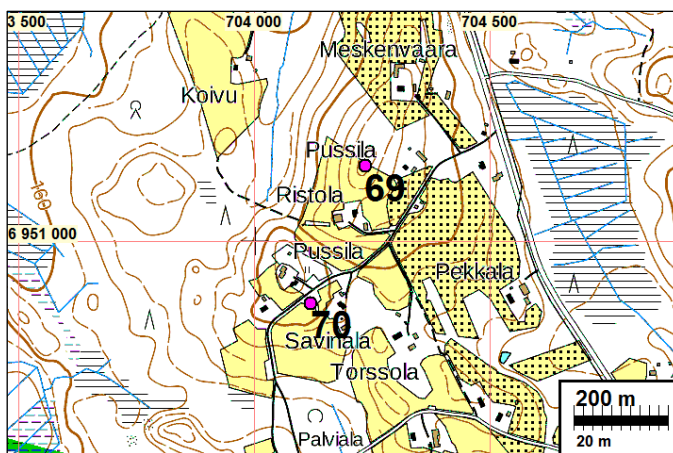 3 500
704 000
704 500
Meskenvaara
Koivu
Pussila
69
Ristola
160
6 951 000
Pussila
Pekkala
70
Savinala
Torssola
200 m
20 m
Palviala